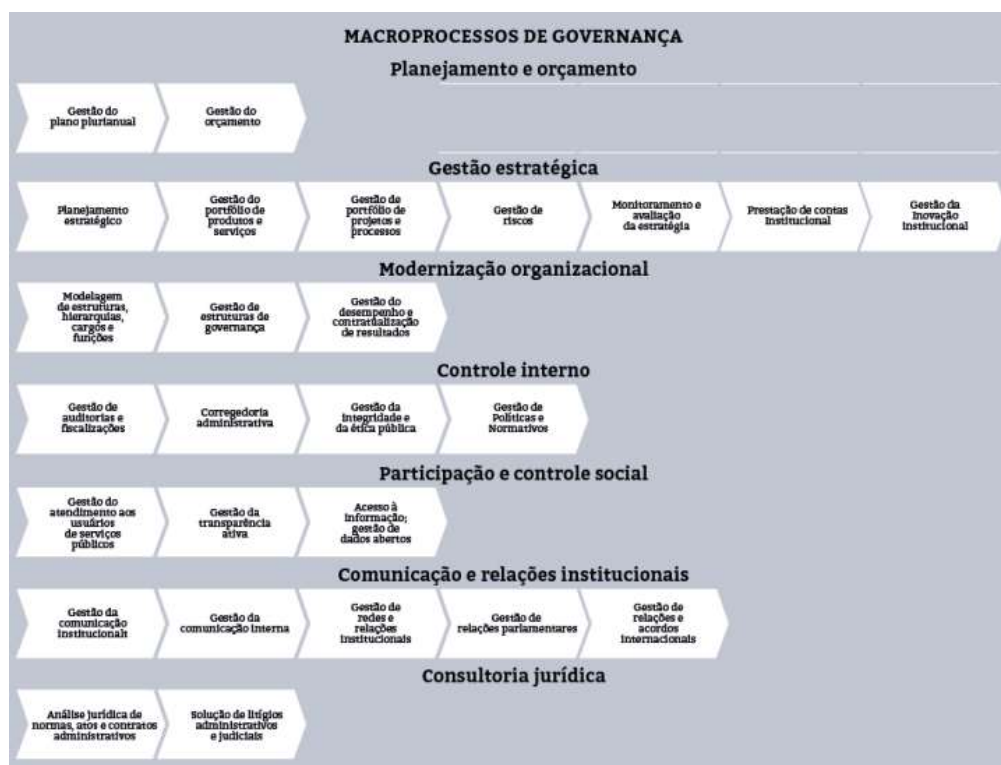 MACROPROCESSOS DE GOVERNANÇA
Planejamento e orçamento
Gestão do
plano plurianual
Gestão do
orçamento
Gestão estratégica
Planejamento
estratégico
Gestão do
portfólio de
produtos e
serviços
Gestão de
portfólio de
projetos e
processos
Gestão de
riscos
Monitoramento e
avaliação
da estratégia
Prestação de contas
Institucional
Gestão da
Inovação
institucional
Modernização organizacional
Modelagem
de estruturas,
hierarquias,
cargos e
funções
Gestão de
estruturas de
governança
Gestão do
desempenho e
contratualização
de resultados
Controle interno
Gestão de
auditorias e
fiscalizações
Corregedoria
administrativa
Gestão da
integridade e
da ética pública
Gestão de
Políticas e
Normativos
Participação e controle social
Gestão do
atendimento aos
usuários
de serviços
públicos
Gestão da
transparência
ativa
Acesso à
informação;
gestão de
dados abertos
Comunicação e relações institucionais
Gestão da
comunicação
institucionalt
Gestão da
comunicação interna
Gestão de
redes e
relações
institucionais
Gestão de
relações parlamentares
Gestão de
relações e
acordos
internacionais
Consultoria jurídica
Análise jurídica de
normas, atos e contratos
administrativos
Solução de litígios
administrativos
e judiciais